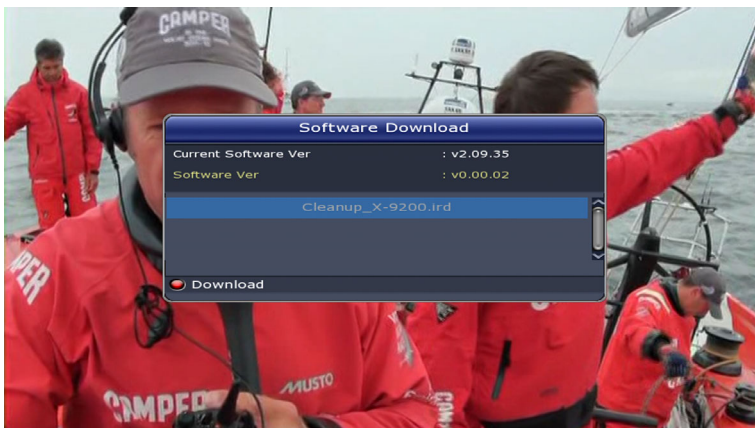 CAMPER
Software Download
Current Software Ver : v2.09.35
Software Ver : v0.00.02
Cleanup_X-9200.ird
Download
CAMPER
MUSTO
CAMPER